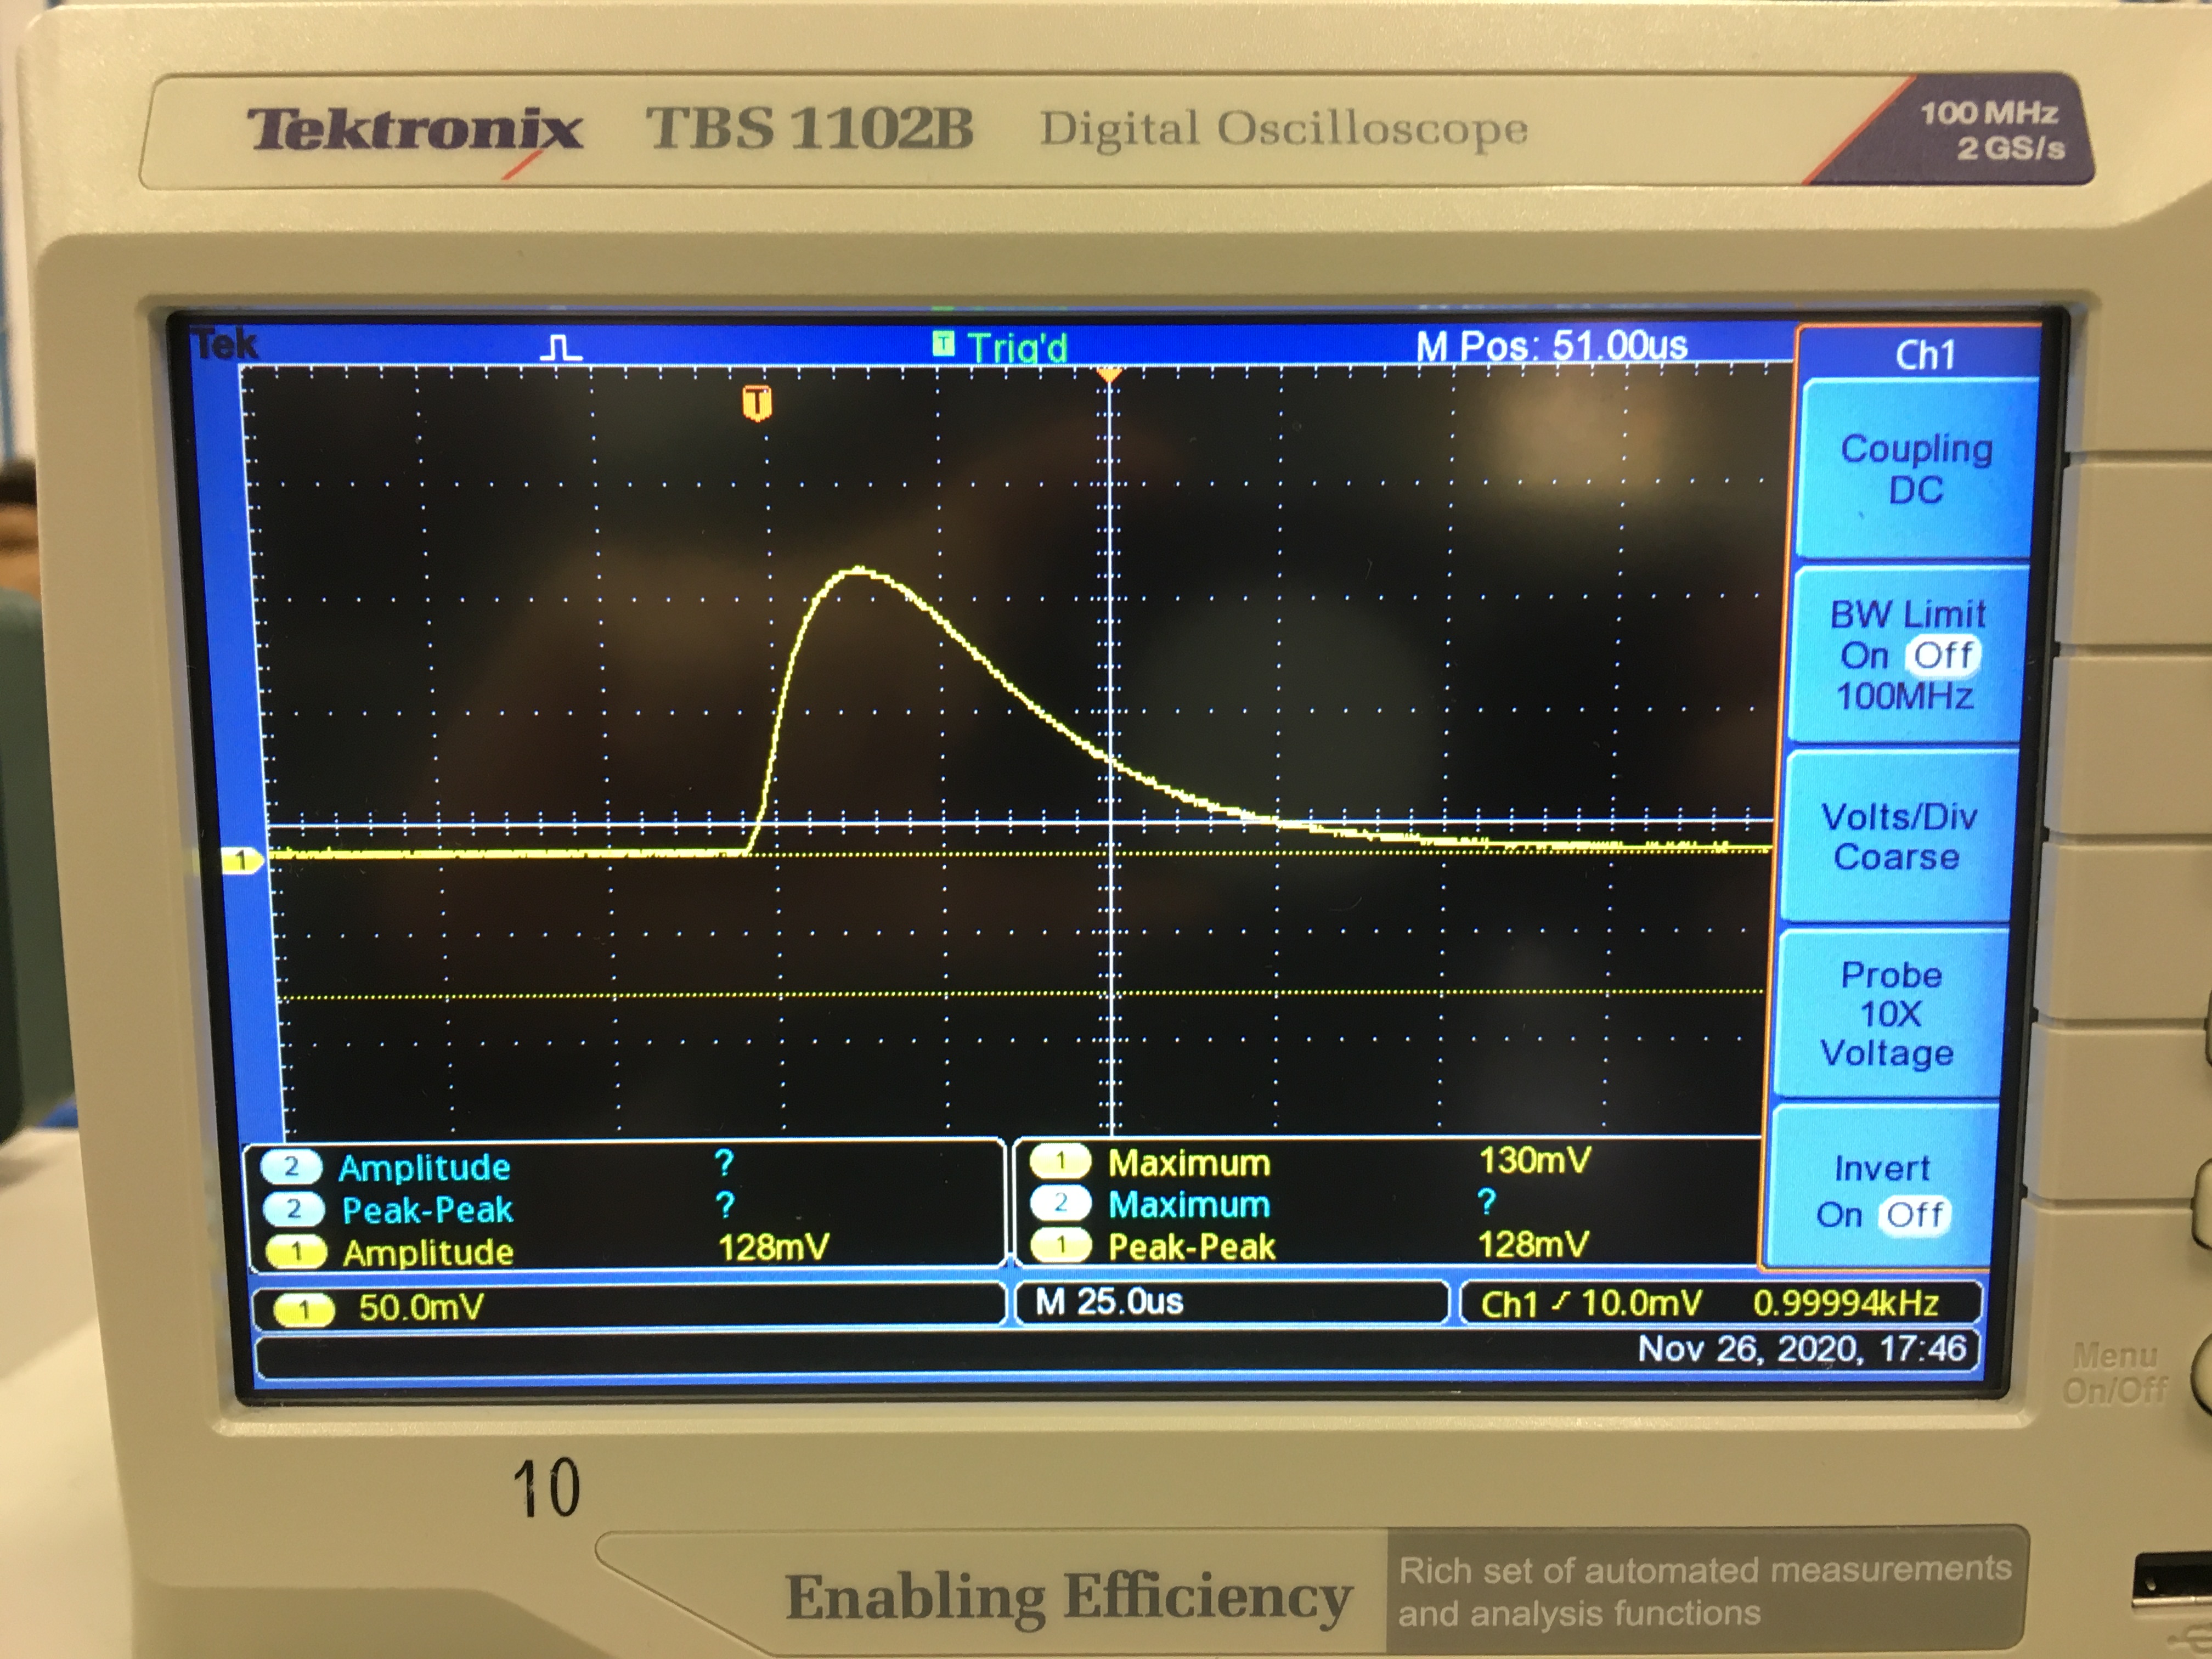 Tektronix TBS 1102B Digital Oscilloscope
100 MHz
2 GS/s
Tek T Trig'd M Pos: 51.00us
T
1
Ch1
Coupling
DC
BW Limit
On Off
100MHz
Volts/Div
Coarse
Probe
10X
Voltage
Invert
On Off
2 Amplitude ?
2 Peak-Peak ?
1 Amplitude 128mV
1 Maximum 130mV
2 Maximum ?
1 Peak-Peak 128mV
1 50.0mV
M 25.0us
Ch1 10.0mV 0.99994kHz
Nov 26, 2020, 17:46
Menu
On/Off
10
Enabling Efficiency
Rich set of automated measurements
and analysis functions